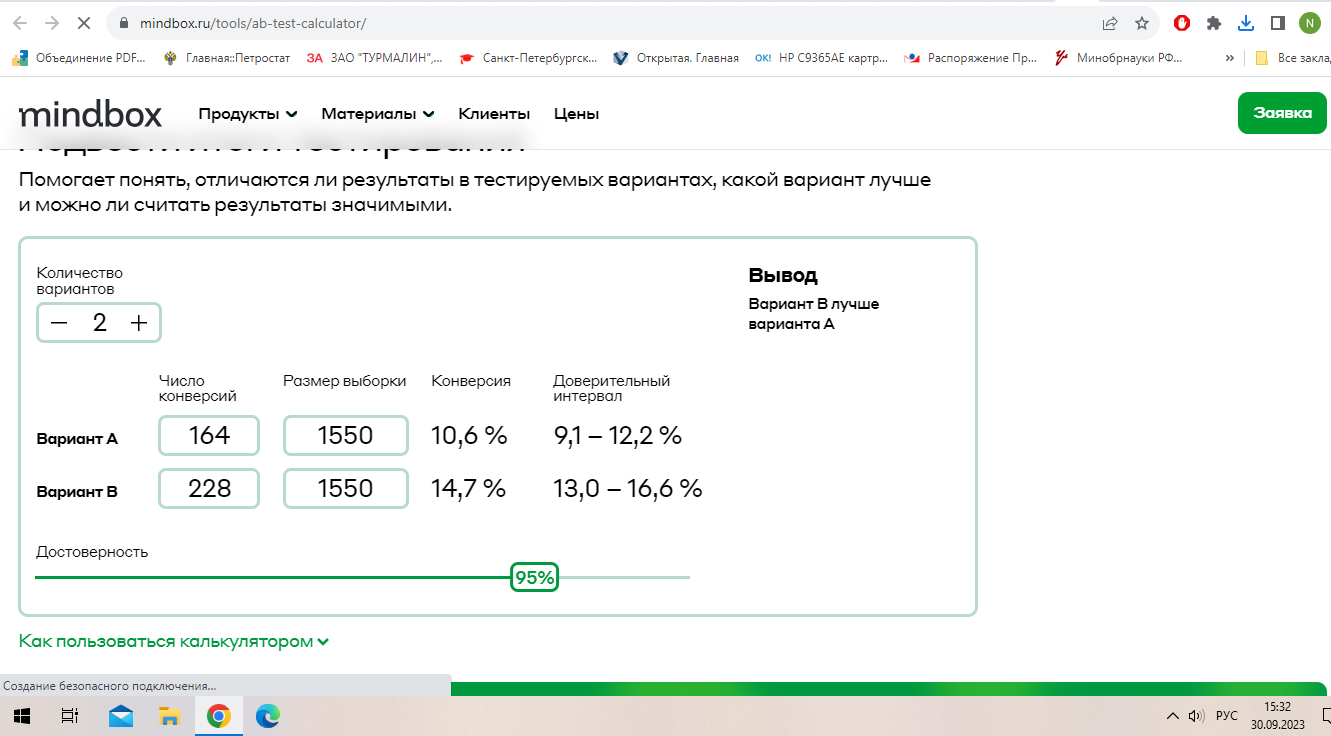 mindbox.ru/tools/ab-test-calculator/
N
Объединение PDF...
Главная::Петростат
ЗА ЗАО "ТУРМАЛИН",...
Санкт-Петербургск...
Открытая. Главная
ОК! HP C9365AE картр...
Распоряжение Пр...
Минобрнауки РФ...
»
Все закла
mindbox
Продукты
Материалы
Клиенты
Цены
Заявка
Помогает понять, отличаются ли результаты в тестируемых вариантах, какой вариант лучше
и можно ли считать результаты значимыми.
Количество
вариантов
— 2 +
Вывод
Вариант B лучше
варианта A
Число
конверсий
Размер выборки
Конверсия
Доверительный
интервал
Вариант A 164 1550 10,6 % 9,1 – 12,2 %
Вариант B 228 1550 14,7 % 13,0 – 16,6 %
Достоверность
95%
Как пользоваться калькулятором
Создание безопасного подключения...
РУС
15:32
30.09.2023